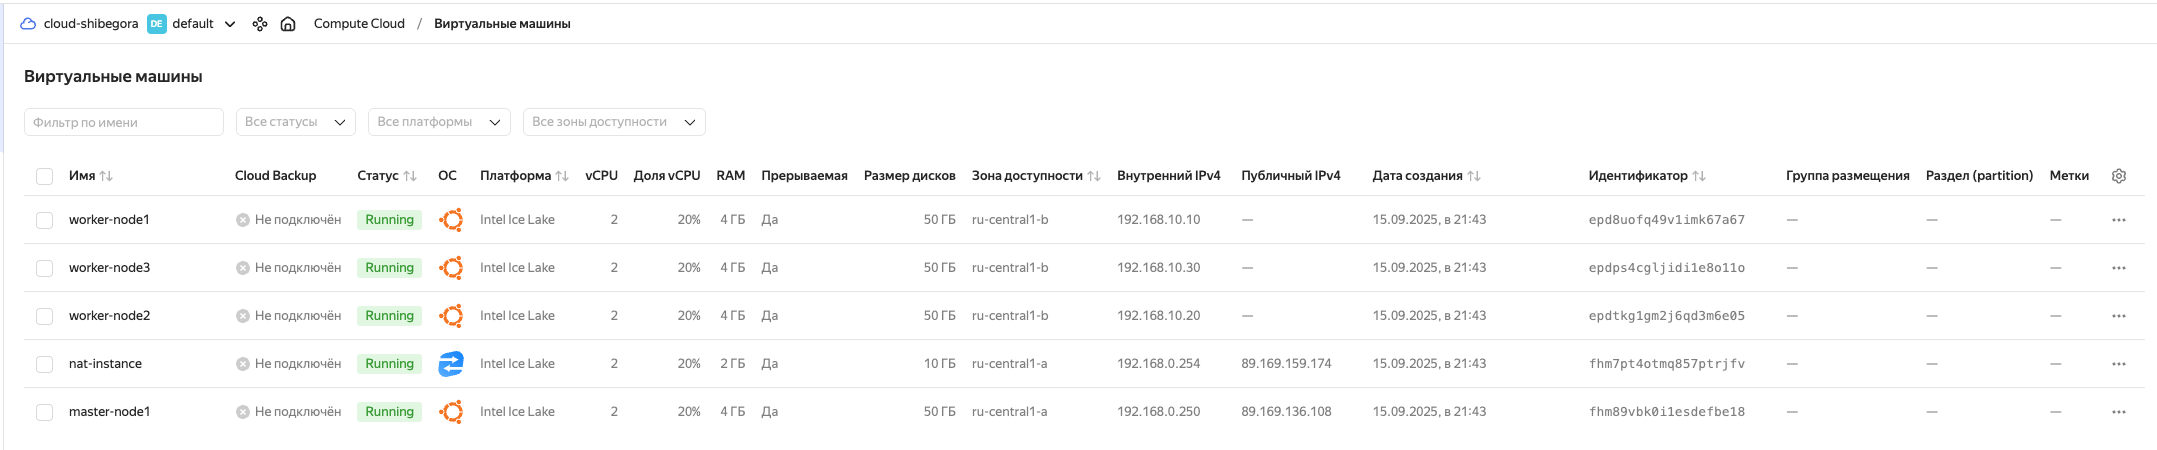 cloud-shibegora DE default Compute Cloud / Виртуальные машины
Виртуальные машины
Фильтр по имени Все статусы Все платформы Все зоны доступности
Имя Cloud Backup Статус ОС Платформа vCPU Доля vCPU RAM Прерываемая Размер дисков Зона доступности Внутренний IPv4 Публичный IPv4 Дата создания Идентификатор Группа размещения Раздел (partition) Метки
worker-node1 Не подключён Running Intel Ice Lake 2 20% 4 ГБ Да 50 ГБ ru-central1-b 192.168.10.10 — 15.09.2025, в 21:43 epd8uofq49v1imk67a67 — — —
worker-node3 Не подключён Running Intel Ice Lake 2 20% 4 ГБ Да 50 ГБ ru-central1-b 192.168.10.30 — 15.09.2025, в 21:43 epdps4cgljidi1e8o11o — — —
worker-node2 Не подключён Running Intel Ice Lake 2 20% 4 ГБ Да 50 ГБ ru-central1-b 192.168.10.20 — 15.09.2025, в 21:43 epdtkg1gm2j6qd3m6e05 — — —
nat-instance Не подключён Running Intel Ice Lake 2 20% 2 ГБ Да 10 ГБ ru-central1-a 192.168.0.254 89.169.159.174 15.09.2025, в 21:43 fhm7pt4otmq857ptrjfv — — —
master-node1 Не подключён Running Intel Ice Lake 2 20% 4 ГБ Да 50 ГБ ru-central1-a 192.168.0.250 89.169.136.108 15.09.2025, в 21:43 fhm89vbk0i1esdefbe18 — — —